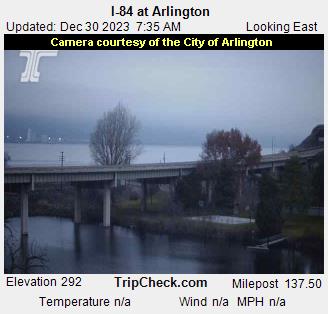 I-84 at Arlington
Updated: Dec 30 2023 7:35 AM Looking East
Camera courtesy of the City of Arlington
Elevation 292 TripCheck.com Milepost 137.50
Temperature n/a Wind n/a MPH n/a